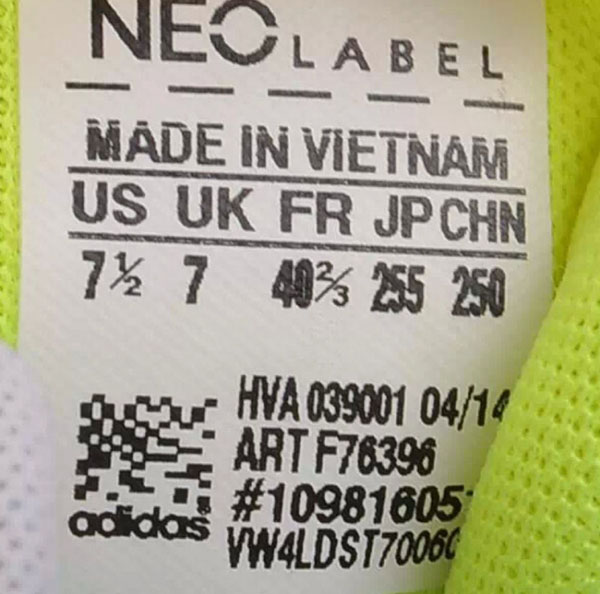 NEO LABEL
MADE IN VIETNAM
US UK FR JP CHN
7½ 7 40⅔ 255 250
HVA 039001 04/14
ART F76396
#10981605
adidas®
VW4LDST7006